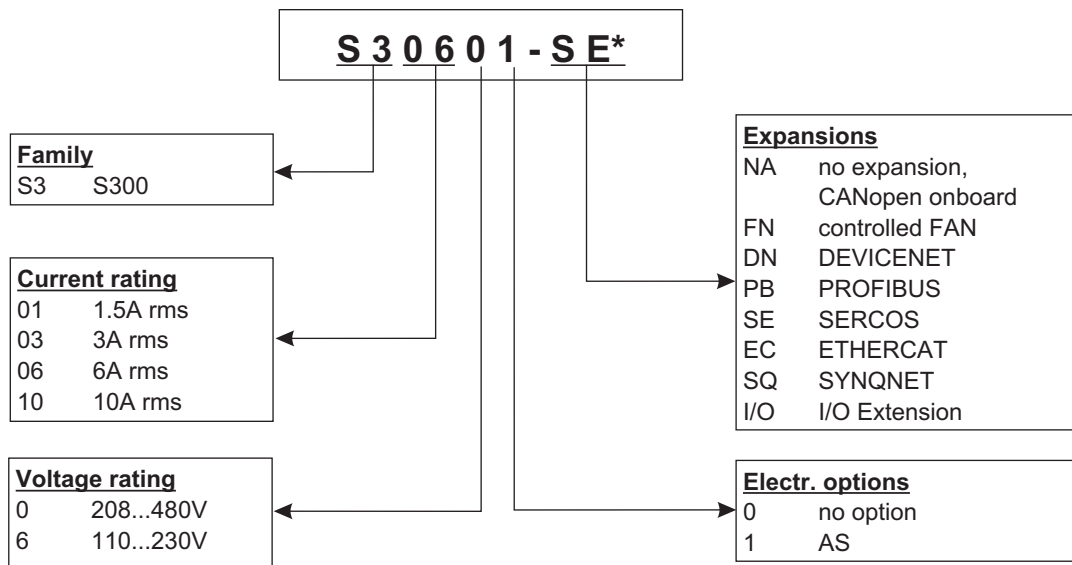 S 3 0 6 0 1 - S E*
Family
S3 S300
Current rating
01 1.5A rms
03 3A rms
06 6A rms
10 10A rms
Voltage rating
0 208...480V
6 110...230V
Expansions
NA no expansion,
CANopen onboard
FN controlled FAN
DN DEVICENET
PB PROFIBUS
SE SERCOS
EC ETHERCAT
SQ SYNQNET
I/O I/O Extension
Electr. options
0 no option
1 AS